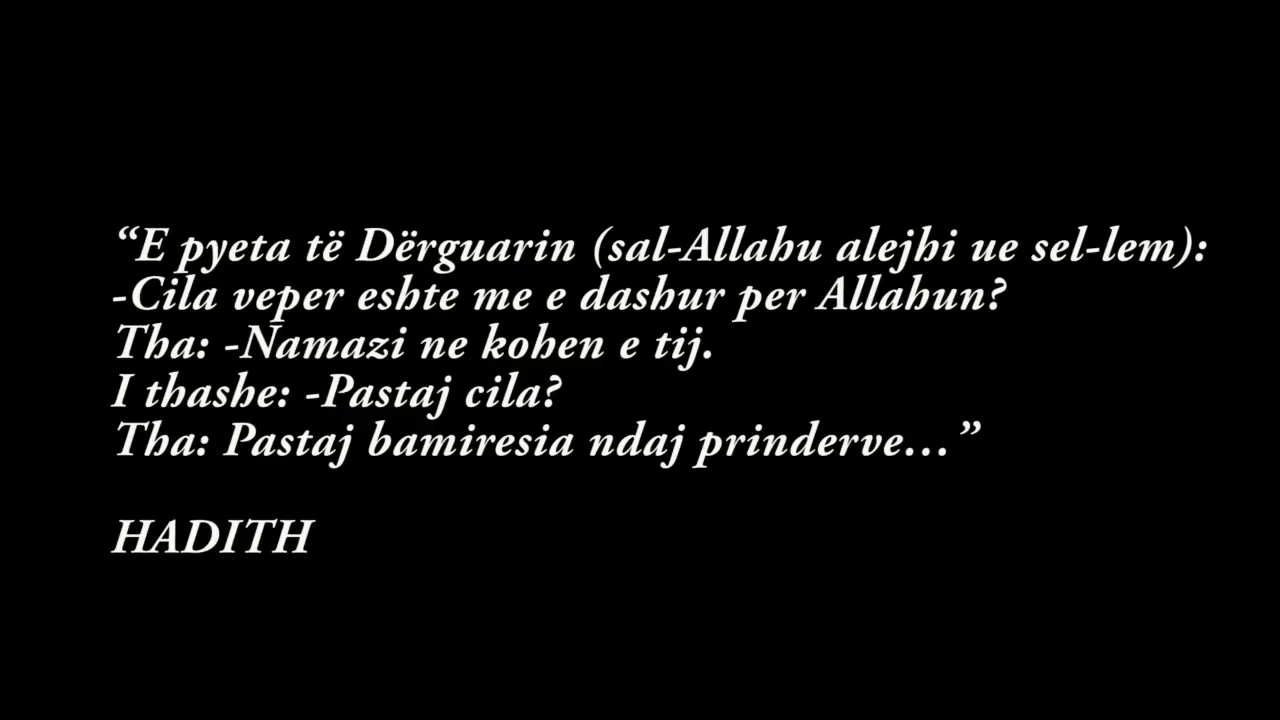 “E pyeta të Dërguarin (sal-Allahu alejhi ue sel-lem):
-Cila veper eshte me e dashur per Allahun?
Tha: -Namazi ne kohen e tij.
I thashe: -Pastaj cila?
Tha: Pastaj bamiresia ndaj prinderve...”
HADITH